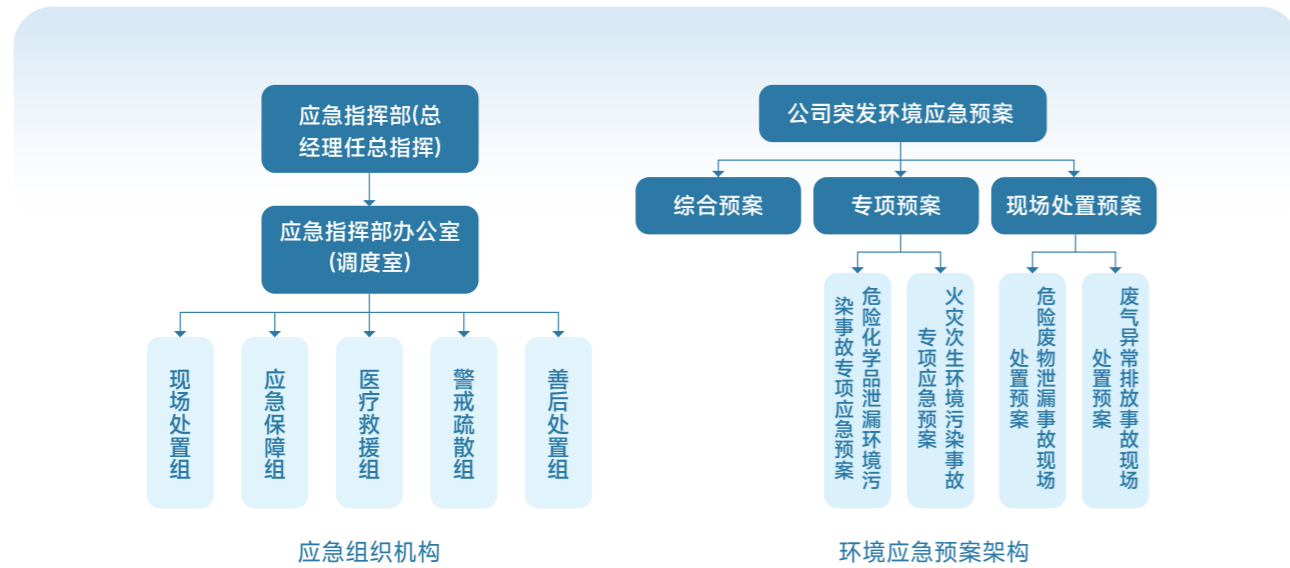 应急指挥部(总
经理任总指挥)
应急指挥部办公室
(调度室)
现场处置组
应急保障组
医疗救援组
警戒疏散组
善后处置组
应急组织机构
公司突发环境应急预案
综合预案
专项预案
现场处置预案
危险化学品泄漏环境污
染事故专项应急预案
火灾次生环境污染事故
专项应急预案
危险废物泄漏事故现场
处置预案
废气异常排放事故现场
处置预案
环境应急预案架构